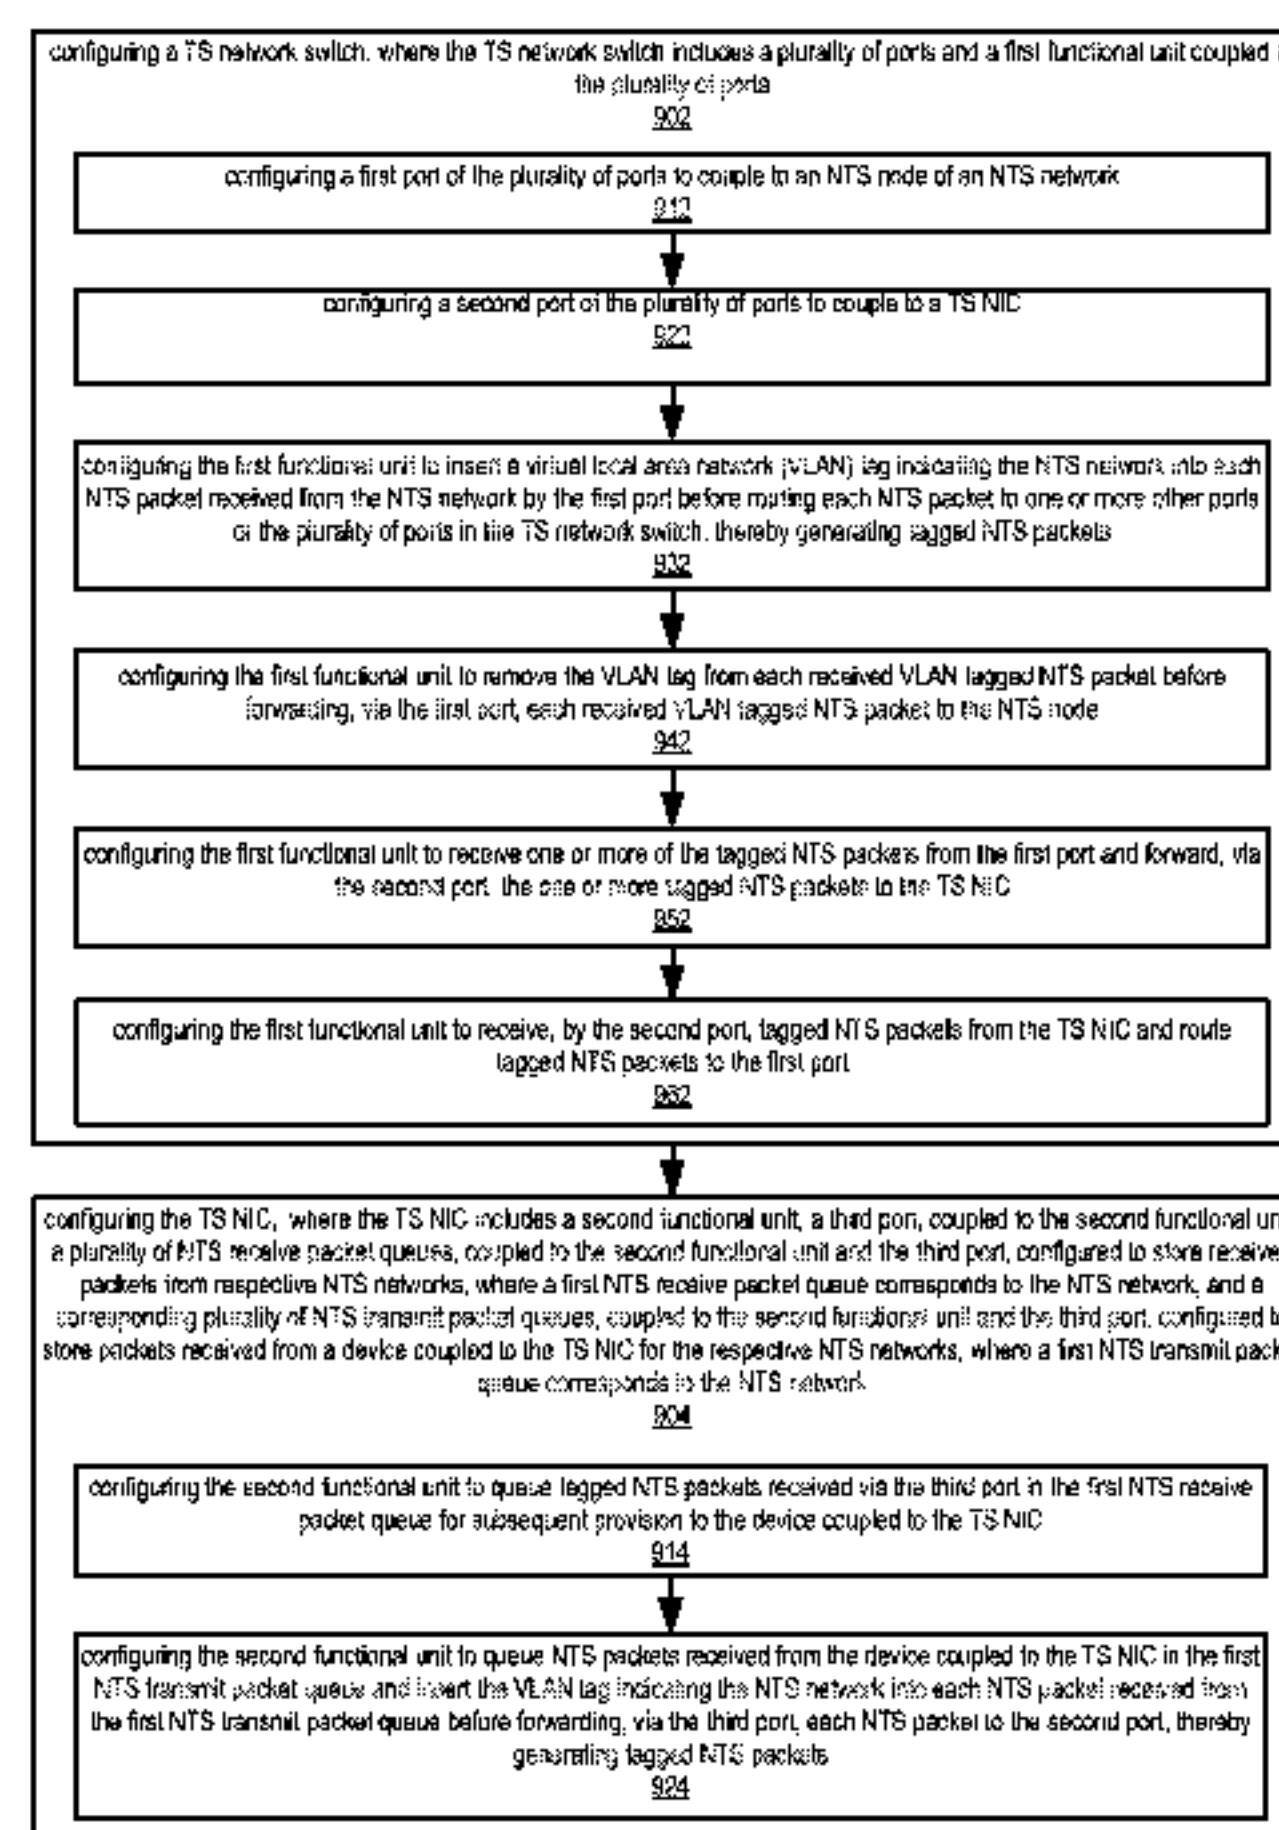 configuring a TS network switch, where the TS network switch includes a plurality of ports and a first functional unit coupled
the plurality of ports
902
configuring a first port of the plurality of ports to couple to an NTS node of an NTS network
912
configuring a second port of the plurality of ports to couple to a TS NIC
922
configuring the first functional unit to insert a virtual local area network (VLAN) tag indicating the NTS network into each
NTS packet received from the NTS network by the first port before routing each NTS packet to one or more other ports
of the plurality of ports in the TS network switch, thereby generating tagged NTS packets
932
configuring the first functional unit to remove the VLAN tag from each received VLAN tagged NTS packet before
forwarding, via the first port, each received VLAN tagged NTS packet to the NTS node
942
configuring the first functional unit to receive one or more of the tagged NTS packets from the first port and forward, via
the second port, the one or more tagged NTS packets to the TS NIC
952
configuring the first functional unit to receive, by the second port, tagged NTS packets from the TS NIC and route
tagged NTS packets to the first port
962
configuring the TS NIC, where the TS NIC includes a second functional unit, a third port, coupled to the second functional un
a plurality of NTS receive packet queues, coupled to the second functional unit and the third port, configured to store receive
packets from respective NTS networks, where a first NTS receive packet queue corresponds to the NTS network, and a
corresponding plurality of NTS transmit packet queues, coupled to the second functional unit and the third port, configured t
store packets received from a device coupled to the TS NIC for the respective NTS networks, where a first NTS transmit pack
queue corresponds to the NTS network
904
configuring the second functional unit to queue tagged NTS packets received via the third port in the first NTS receive
packet queue for subsequent provision to the device coupled to the TS NIC
914
configuring the second functional unit to queue NTS packets received from the device coupled to the TS NIC in the first
NTS transmit packet queue and insert the VLAN tag indicating the NTS network into each NTS packet received from
the first NTS transmit packet queue before forwarding, via the third port, each NTS packet to the second port, thereby
generating tagged NTS packets
924